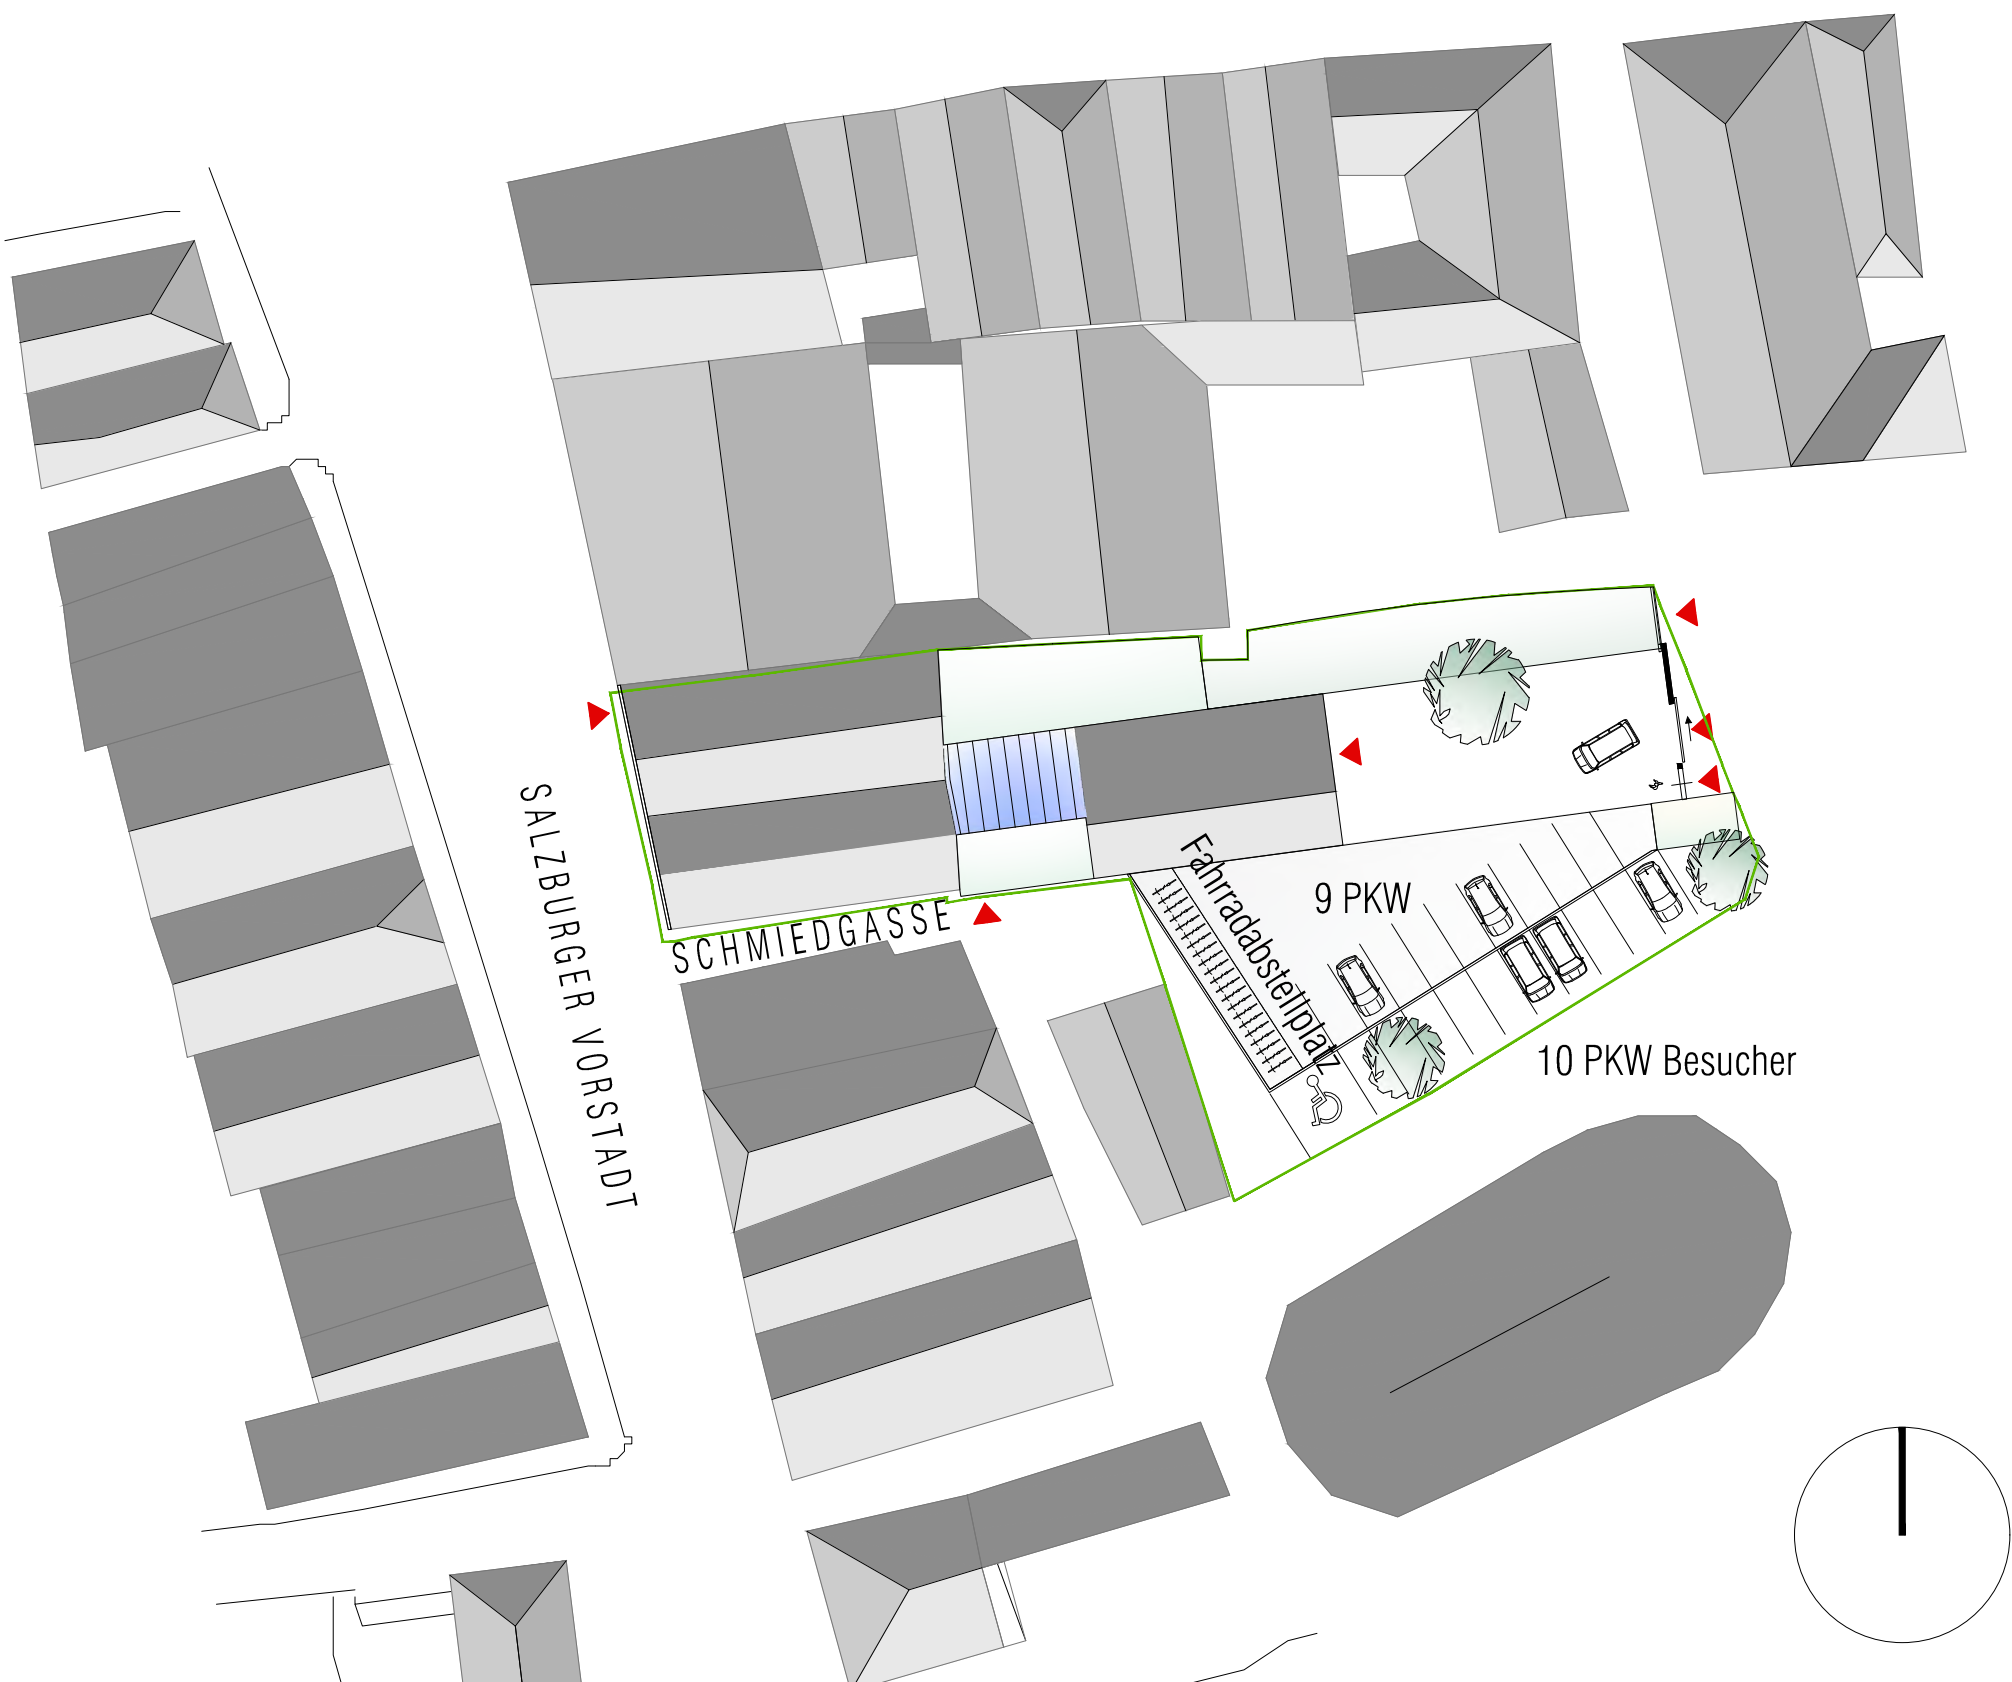 SALZBURGER VORSTADT
SCHMIEDGASSE
Fahrradabstellplatz
9 PKW
10 PKW Besucher